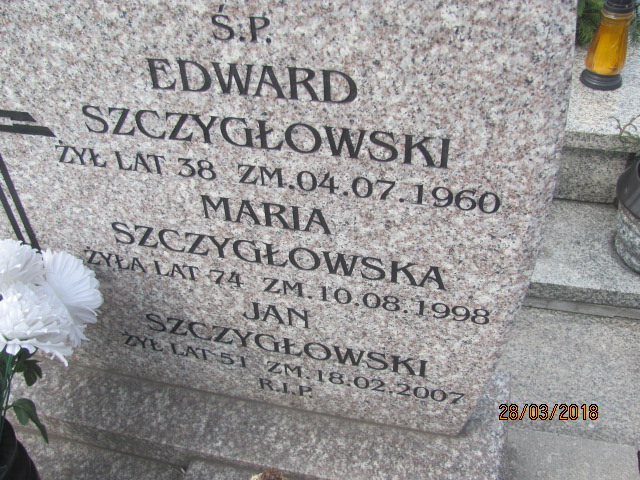 Ś.P.
EDWARD
SZCZYGŁOWSKI
ŻYŁ LAT 38 ZM.04.07.1960
MARIA
SZCZYGŁOWSKA
ŻYŁA LAT 74 ZM.10.08.1998
JAN
SZCZYGŁOWSKI
ŻYŁ LAT 51 ZM.18.02.2007
R.I.P.
28/03/2018